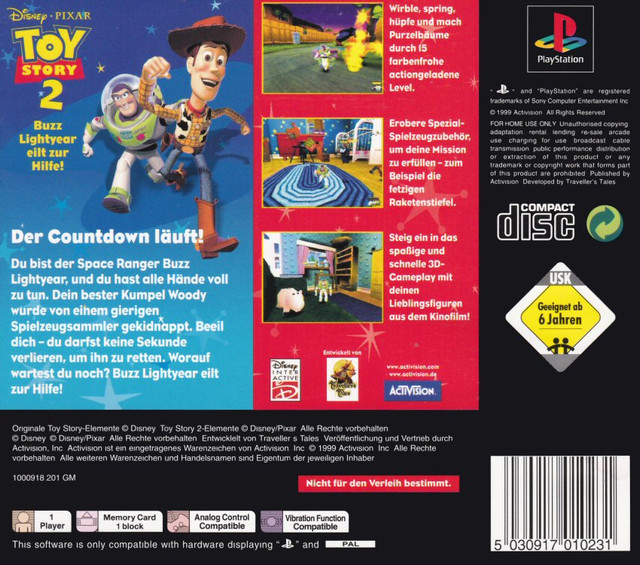 Disney · PIXAR
TOY
STORY
2
Buzz
Lightyear
eilt zur
Hilfe!
Der Countdown läuft!
Du bist der Space Ranger Buzz
Lightyear, und du hast alle Hände voll
zu tun. Dein bester Kumpel Woody
wurde von eihem gierigen
Spielzeugsammler gekidnappt. Beeil
dich – du darfst keine Sekunde
verlieren, um ihn zu retten. Worauf
wartest du noch? Buzz Lightyear eilt
zur Hilfe!
Wirble, spring,
hüpfe und mach
Purzelbäume
durch 15
farbenfrohe
actiongeladene
Level.
Erobere Spezial-
Spielzeugzubehör,
um deine Mission
zu erfüllen – zum
Beispiel die
fetzigen
Raketenstiefel.
Steig ein in das
spaßige und
schnelle 3D-
Gameplay mit
deinen
Lieblingsfiguren
aus dem Kinofilm!
Disney
INTER
ACTIVE
Entwickelt von
Traveller's
Tales
www.activision.com
www.activision.de
ACTIVISION
PlayStation
" " and "PlayStation" are registered
trademarks of Sony Computer Entertainment Inc
© 1999 Activision All Rights Reserved
FOR HOME USE ONLY Unauthorised copying
adaptation rental lending re-sale arcade
use charging for use broadcast cable
transmission public performance distribution
or extraction of this product or any
trademark or copyright work that forms part
of this product are prohibited Published by
Activision Developed by Traveller's Tales
COMPACT
disc
USK
Geeignet ab
6 Jahren
Originale Toy Story-Elemente © Disney Toy Story 2-Elemente © Disney/Pixar Alle Rechte vorbehalten
© Disney © Disney/Pixar Alle Rechte vorbehalten Entwicklelt von Traveller s Tales Veröffentlichung und Vertrieb durch
Activision, Inc Activision ist ein eingetragenes Warenzeichen von Activision Inc © 1999 Activision Inc Alle Rechte
vorbehalten Alle weiteren Warenzeichen und Handelsnamen sind Eigentum der jeweiligen Inhaber
1000918 201 GM
Nicht für den Verleih bestimmt.
1
Player
Memory Card
1 block
Analog Control
Compatible
Vibration Function
Compatible
This software is only compatible with hardware displaying " " and PAL
5 030917 010231